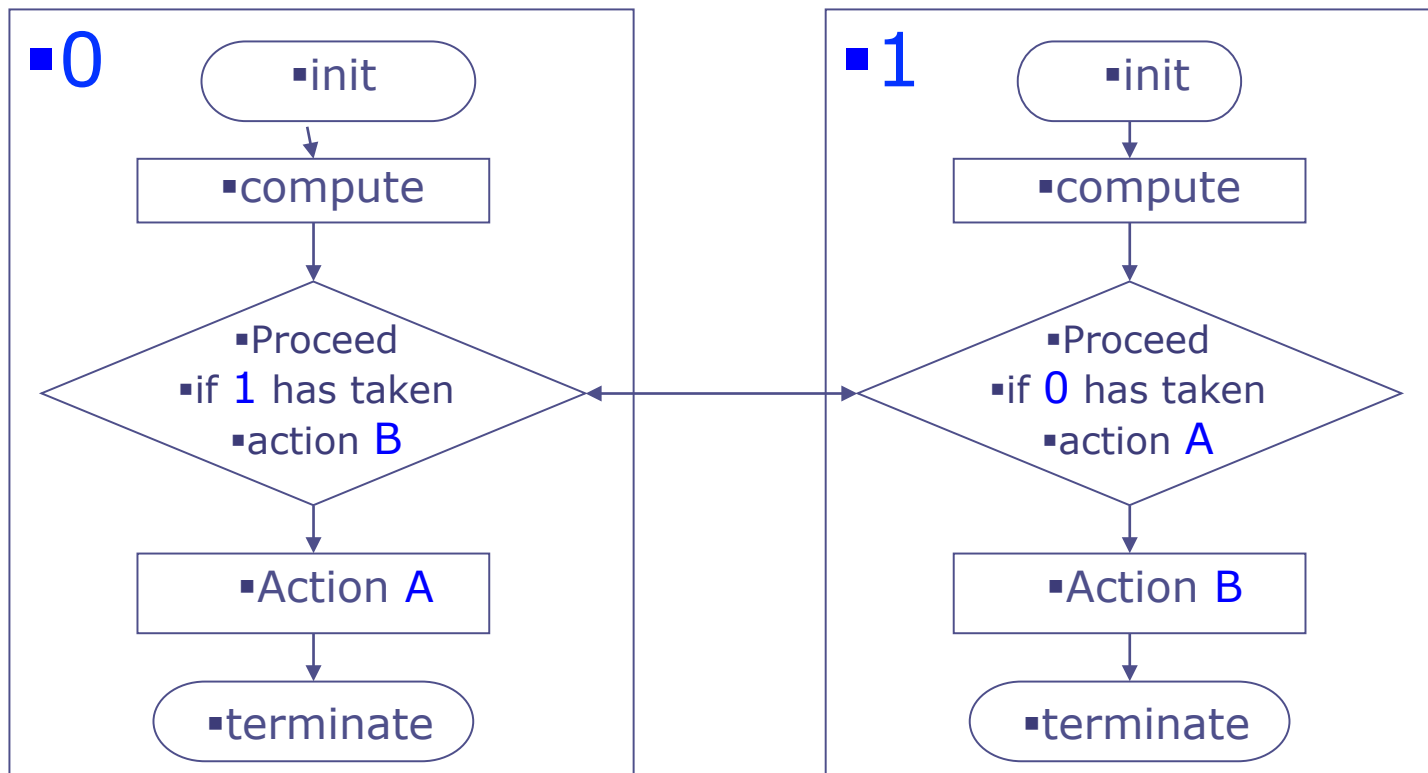 ▪0
▪init
▪compute
▪Proceed
▪if 1 has taken
▪action B
▪Action A
▪terminate
▪1
▪init
▪compute
▪Proceed
▪if 0 has taken
▪action A
▪Action B
▪terminate